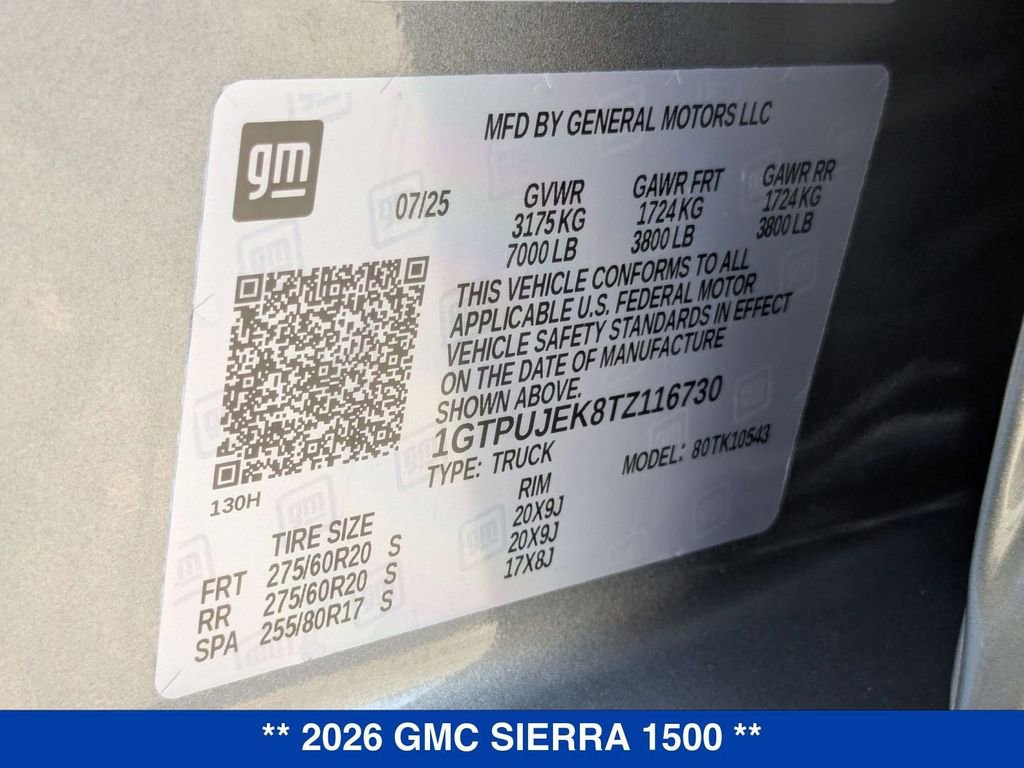 gm
MFD BY GENERAL MOTORS LLC
07/25
GVWR GAWR FRT GAWR RR
3175 KG 1724 KG 1724 KG
7000 LB 3800 LB 3800 LB
THIS VEHICLE CONFORMS TO ALL
APPLICABLE U.S. FEDERAL MOTOR
VEHICLE SAFETY STANDARDS IN EFFECT
ON THE DATE OF MANUFACTURE
SHOWN ABOVE.
1GTPUJEK8TZ116730
TYPE: TRUCK MODEL: 80TK10543
130H
TIRE SIZE RIM
FRT 275/60R20 S 20X9J
RR 275/60R20 S 20X9J
SPA 255/80R17 S 17X8J
** 2026 GMC SIERRA 1500 **